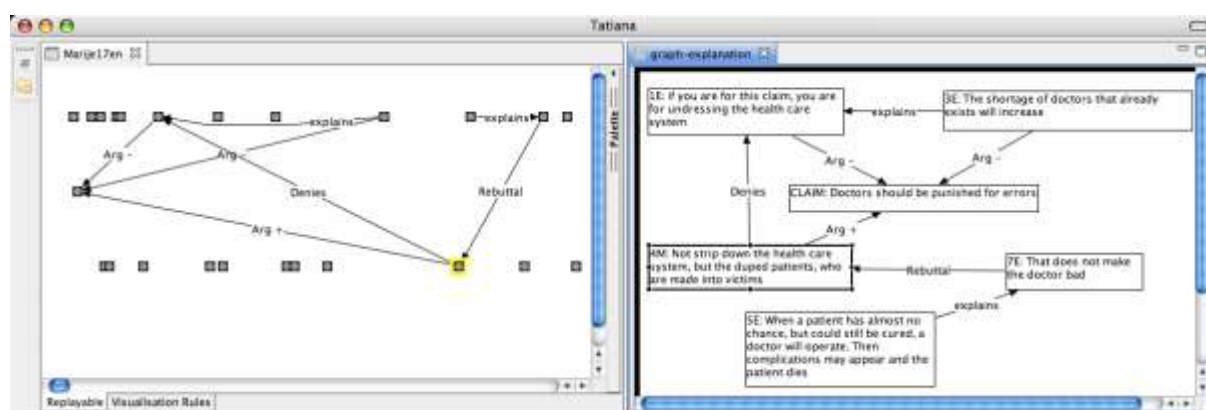 Tatiana
Marije17en
explains
explains
Arg -
Arg -
Denies
Rebuttal
Arg +
Palette
Replayable
Visualisation Rules
graph-explanation
1E: if you are for this claim, you are
for undressing the health care
system
explains
3E: The shortage of doctors that already
exists will increase
Arg -
Arg -
Denies
CLAIM: Doctors should be punished for errors
Arg +
4M: Not strip down the health care
system, but the duped patients, who
are made into victims
Rebuttal
7E: That does not make
the doctor bad
explains
5E: When a patient has almost no
chance, but could still be cured, a
doctor will operate. Then
complications may appear and the
patient dies